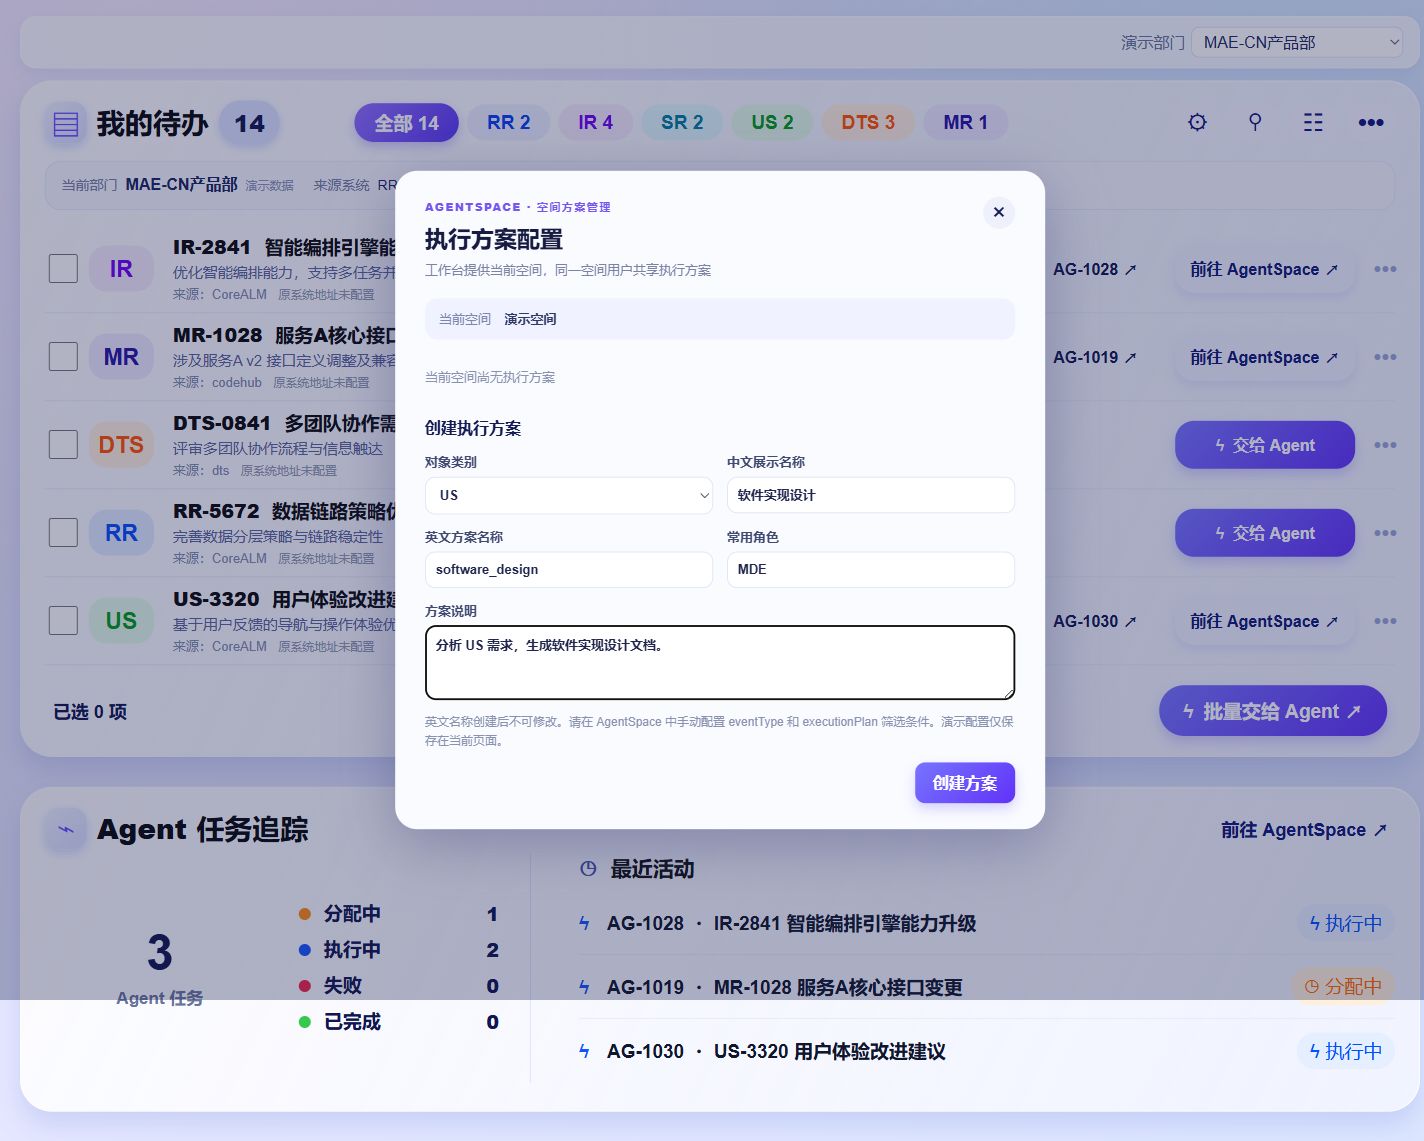 演示部门 MAE-CN产品部
我的待办 14 全部 14 RR 2 IR 4 SR 2 US 2 DTS 3 MR 1
当前部门 MAE-CN产品部 演示数据 来源系统 RR
IR IR-2841 智能编排引擎能
优化智能编排能力，支持多任务并
来源：CoreALM 原系统地址未配置
AG-1028 ↗ 前往 AgentSpace ↗
MR MR-1028 服务A核心接口
涉及服务A v2 接口定义调整及兼容
来源：codehub 原系统地址未配置
AG-1019 ↗ 前往 AgentSpace ↗
DTS DTS-0841 多团队协作需
评审多团队协作流程与信息触达
来源：dts 原系统地址未配置
交给 Agent
RR RR-5672 数据链路策略优
完善数据分层策略与链路稳定性
来源：CoreALM 原系统地址未配置
交给 Agent
US US-3320 用户体验改进建
基于用户反馈的导航与操作体验优
来源：CoreALM 原系统地址未配置
AG-1030 ↗ 前往 AgentSpace ↗
已选 0 项
批量交给 Agent ↗
AGENTSPACE · 空间方案管理
执行方案配置
工作台提供当前空间，同一空间用户共享执行方案
当前空间 演示空间
当前空间尚无执行方案
创建执行方案
对象类别 中文展示名称
US 软件实现设计
英文方案名称 常用角色
software_design MDE
方案说明
分析 US 需求，生成软件实现设计文档。
英文名称创建后不可修改。请在 AgentSpace 中手动配置 eventType 和 executionPlan 筛选条件。演示配置仅保
存在当前页面。
创建方案
Agent 任务追踪
前往 AgentSpace ↗
3
Agent 任务
分配中 1
执行中 2
失败 0
已完成 0
最近活动
AG-1028 · IR-2841 智能编排引擎能力升级 执行中
AG-1019 · MR-1028 服务A核心接口变更 分配中
AG-1030 · US-3320 用户体验改进建议 执行中